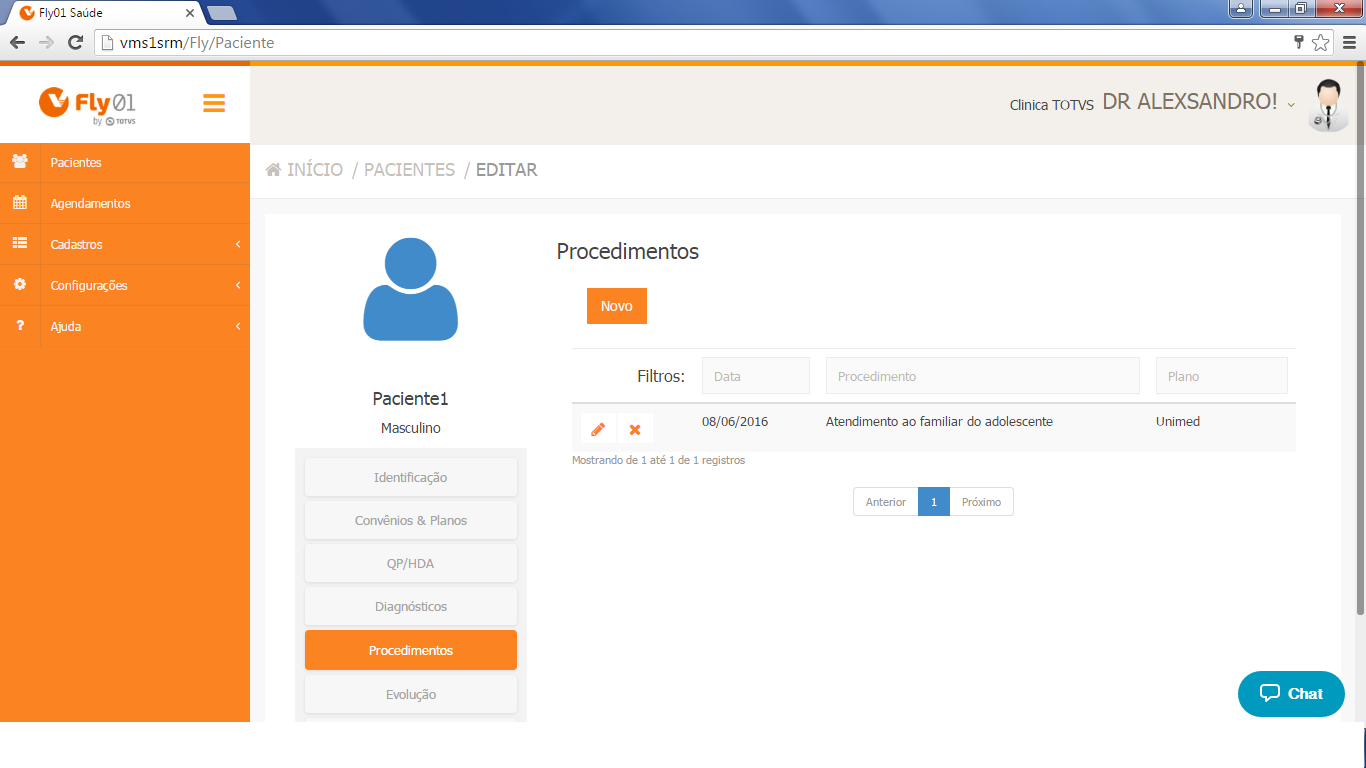 Fly01 Saúde
vms1srm/Fly/Paciente
Fly01
by TOTVS
Clinica TOTVS DR ALEXSANDRO!
Pacientes
Agendamentos
Cadastros
Configurações
? Ajuda
INÍCIO / PACIENTES / EDITAR
Paciente1
Masculino
Identificação
Convênios & Planos
QP/HDA
Diagnósticos
Procedimentos
Evolução
Procedimentos
Novo
Filtros: Data Procedimento Plano
08/06/2016 Atendimento ao familiar do adolescente Unimed
Mostrando de 1 até 1 de 1 registros
Anterior 1 Próximo
Chat